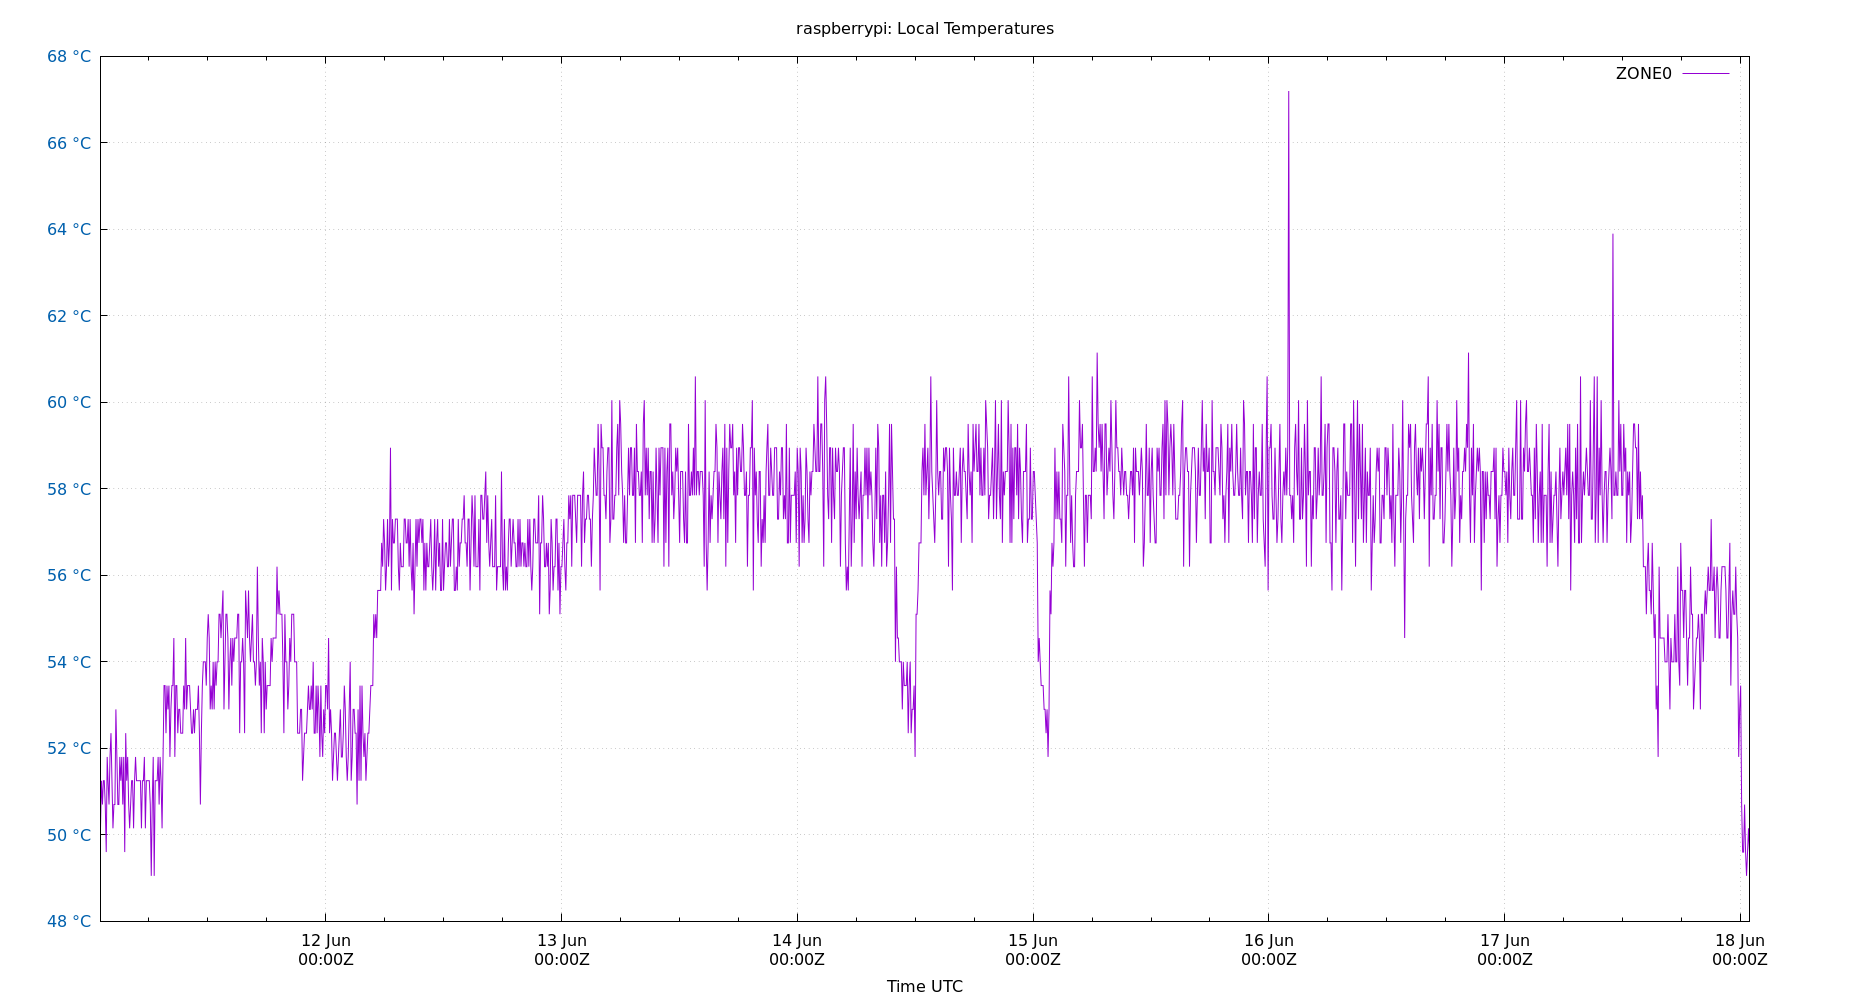 raspberrypi: Local Temperatures
ZONE0
68 °C
66 °C
64 °C
62 °C
60 °C
58 °C
56 °C
54 °C
52 °C
50 °C
48 °C
12 Jun
00:00Z
13 Jun
00:00Z
14 Jun
00:00Z
15 Jun
00:00Z
16 Jun
00:00Z
17 Jun
00:00Z
18 Jun
00:00Z
Time UTC